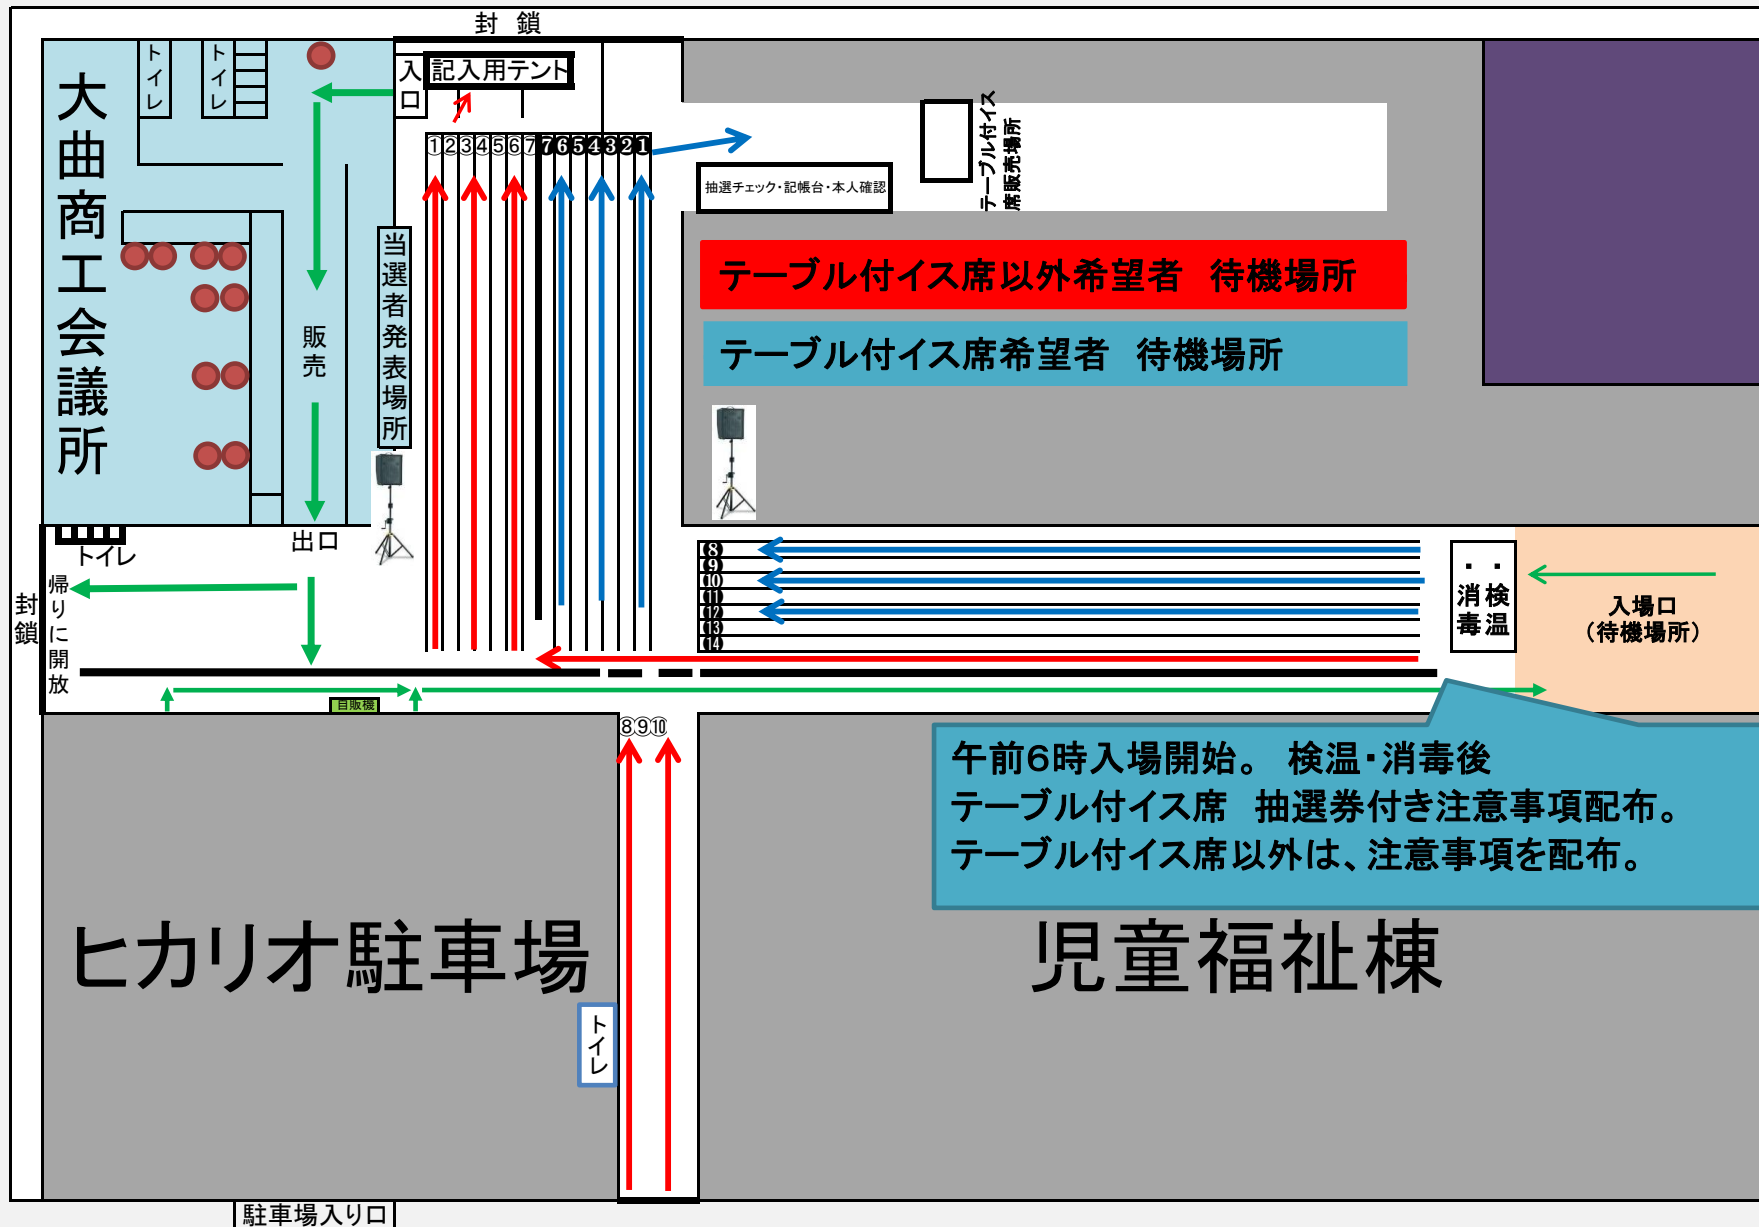 封 鎖
トイレ
トイレ
入口
記入用テント
大曲商工会議所
①②③④⑤⑥⑦❼❻❺❹❸❷❶
テーブル付イス
席販売場所
抽選チェック・記帳台・本人確認
当選者発表場所
テーブル付イス席以外希望者 待機場所
テーブル付イス席希望者 待機場所
販売
出口
トイレ
封鎖
帰りに開放
❽
❾
❿
⓫
⓬
⓭
⓮
・検温
・消毒
入場口
（待機場所）
自販機
⑧⑨⑩
午前6時入場開始。 検温・消毒後
テーブル付イス席 抽選券付き注意事項配布。
テーブル付イス席以外は、注意事項を配布。
ヒカリオ駐車場
児童福祉棟
トイレ
駐車場入り口